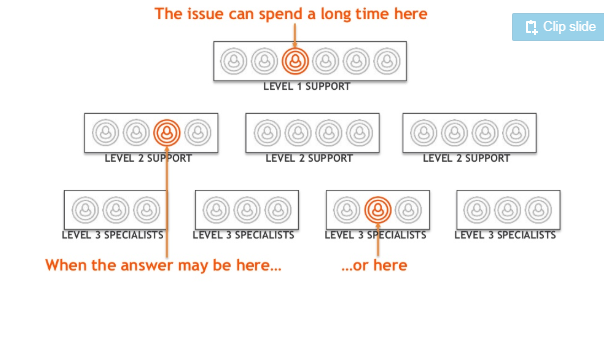 The issue can spend a long time here
Clip slide
LEVEL 1 SUPPORT
LEVEL 2 SUPPORT
LEVEL 2 SUPPORT
LEVEL 2 SUPPORT
LEVEL 3 SPECIALISTS
LEVEL 3 SPECIALISTS
LEVEL 3 SPECIALISTS
LEVEL 3 SPECIALISTS
When the answer may be here...
...or here